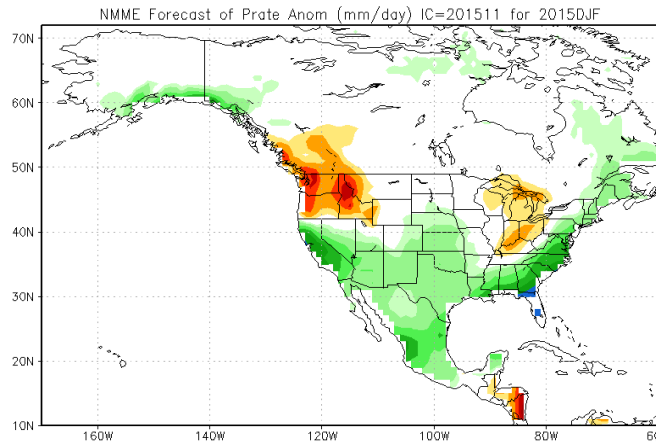 NMME Forecast of Prate Anom (mm/day) IC=201511 for 2015DJF
70N
60N
50N
40N
30N
20N
10N
160W
140W
120W
100W
80W